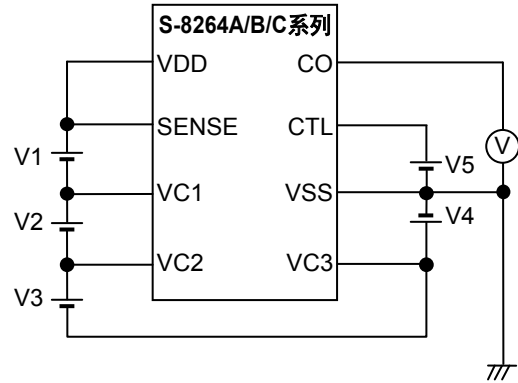 S-8264A/B/C系列
VDD CO
SENSE CTL
V1
V5
VC1 VSS
V2 V4
VC2 VC3
V3
V